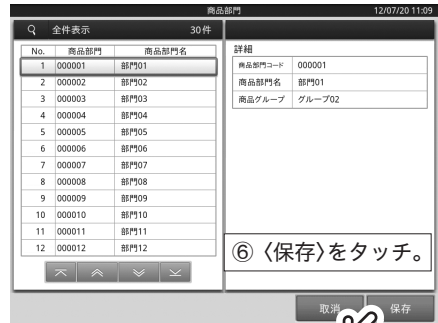 商品部門 12/07/20 11:09
全件表示 30件
No. 商品部門 商品部門名
1 000001 部門01
2 000002 部門02
3 000003 部門03
4 000004 部門04
5 000005 部門05
6 000006 部門06
7 000007 部門07
8 000008 部門08
9 000009 部門09
10 000010 部門10
11 000011 部門11
12 000012 部門12
詳細
商品部門コード 000001
商品部門名 部門01
商品グループ グループ02
⑥〈保存〉をタッチ。
取消 保存